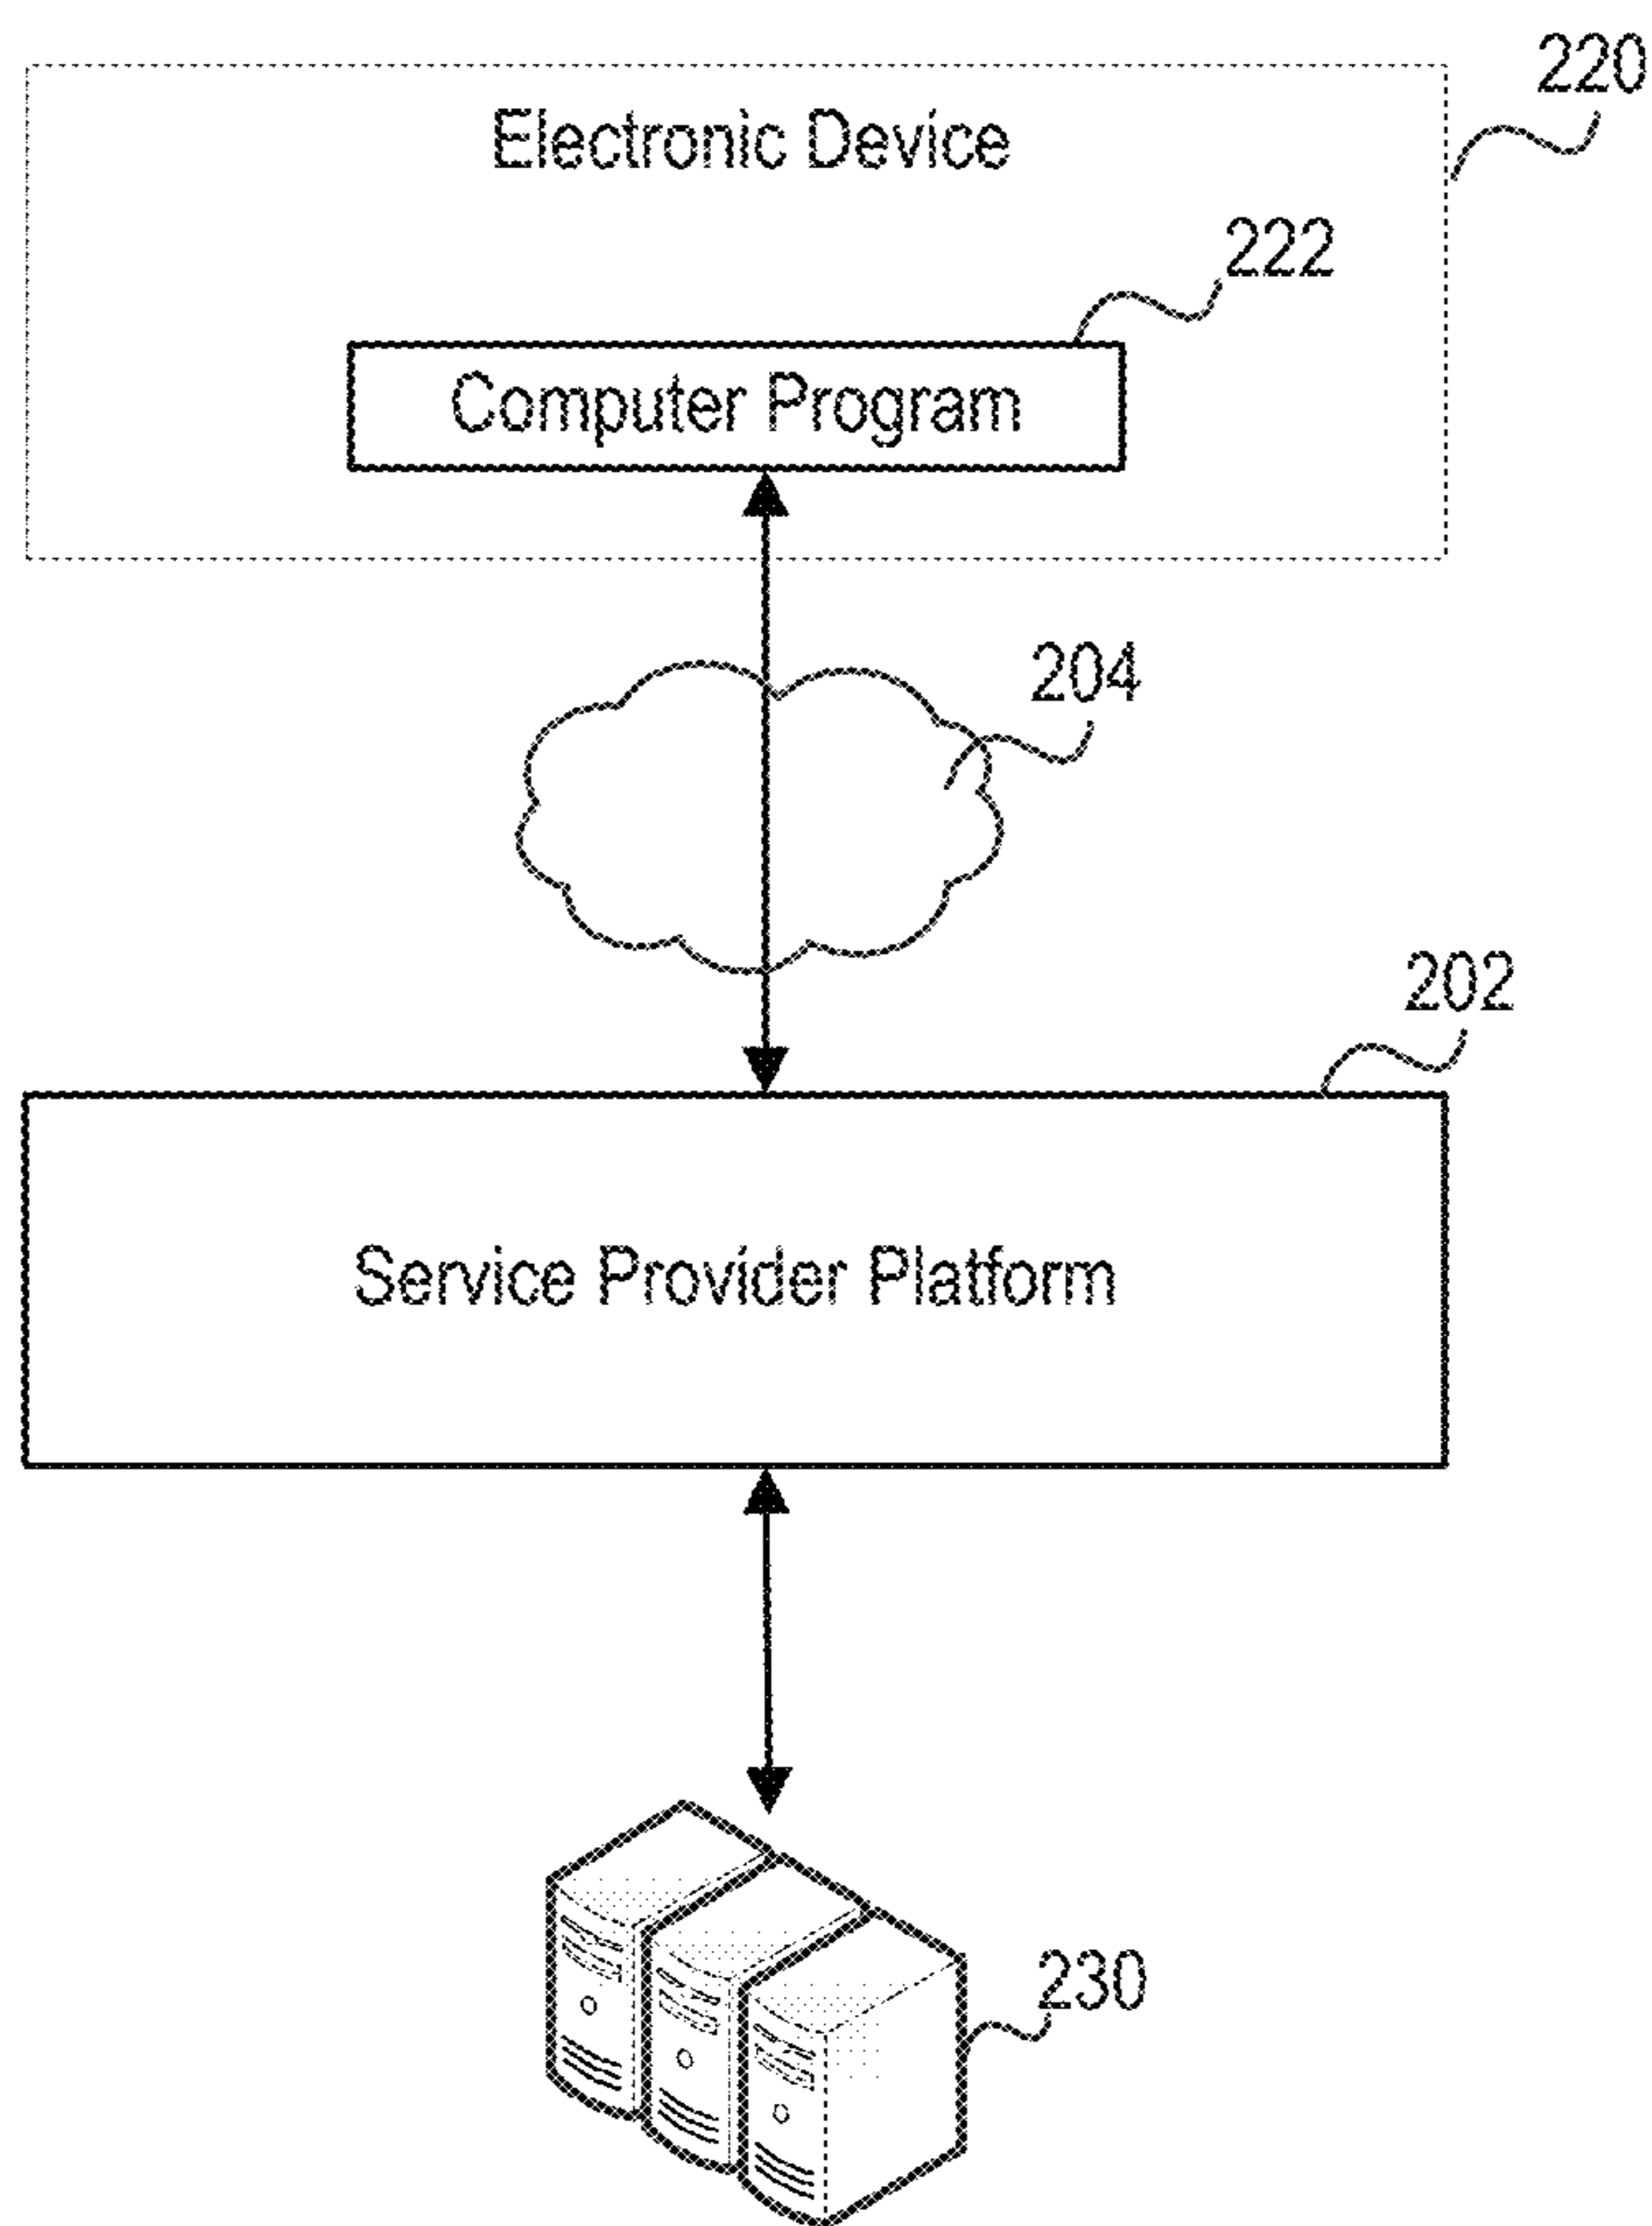 220
Electronic Device
222
Computer Program
204
202
Service Provider Platform
230